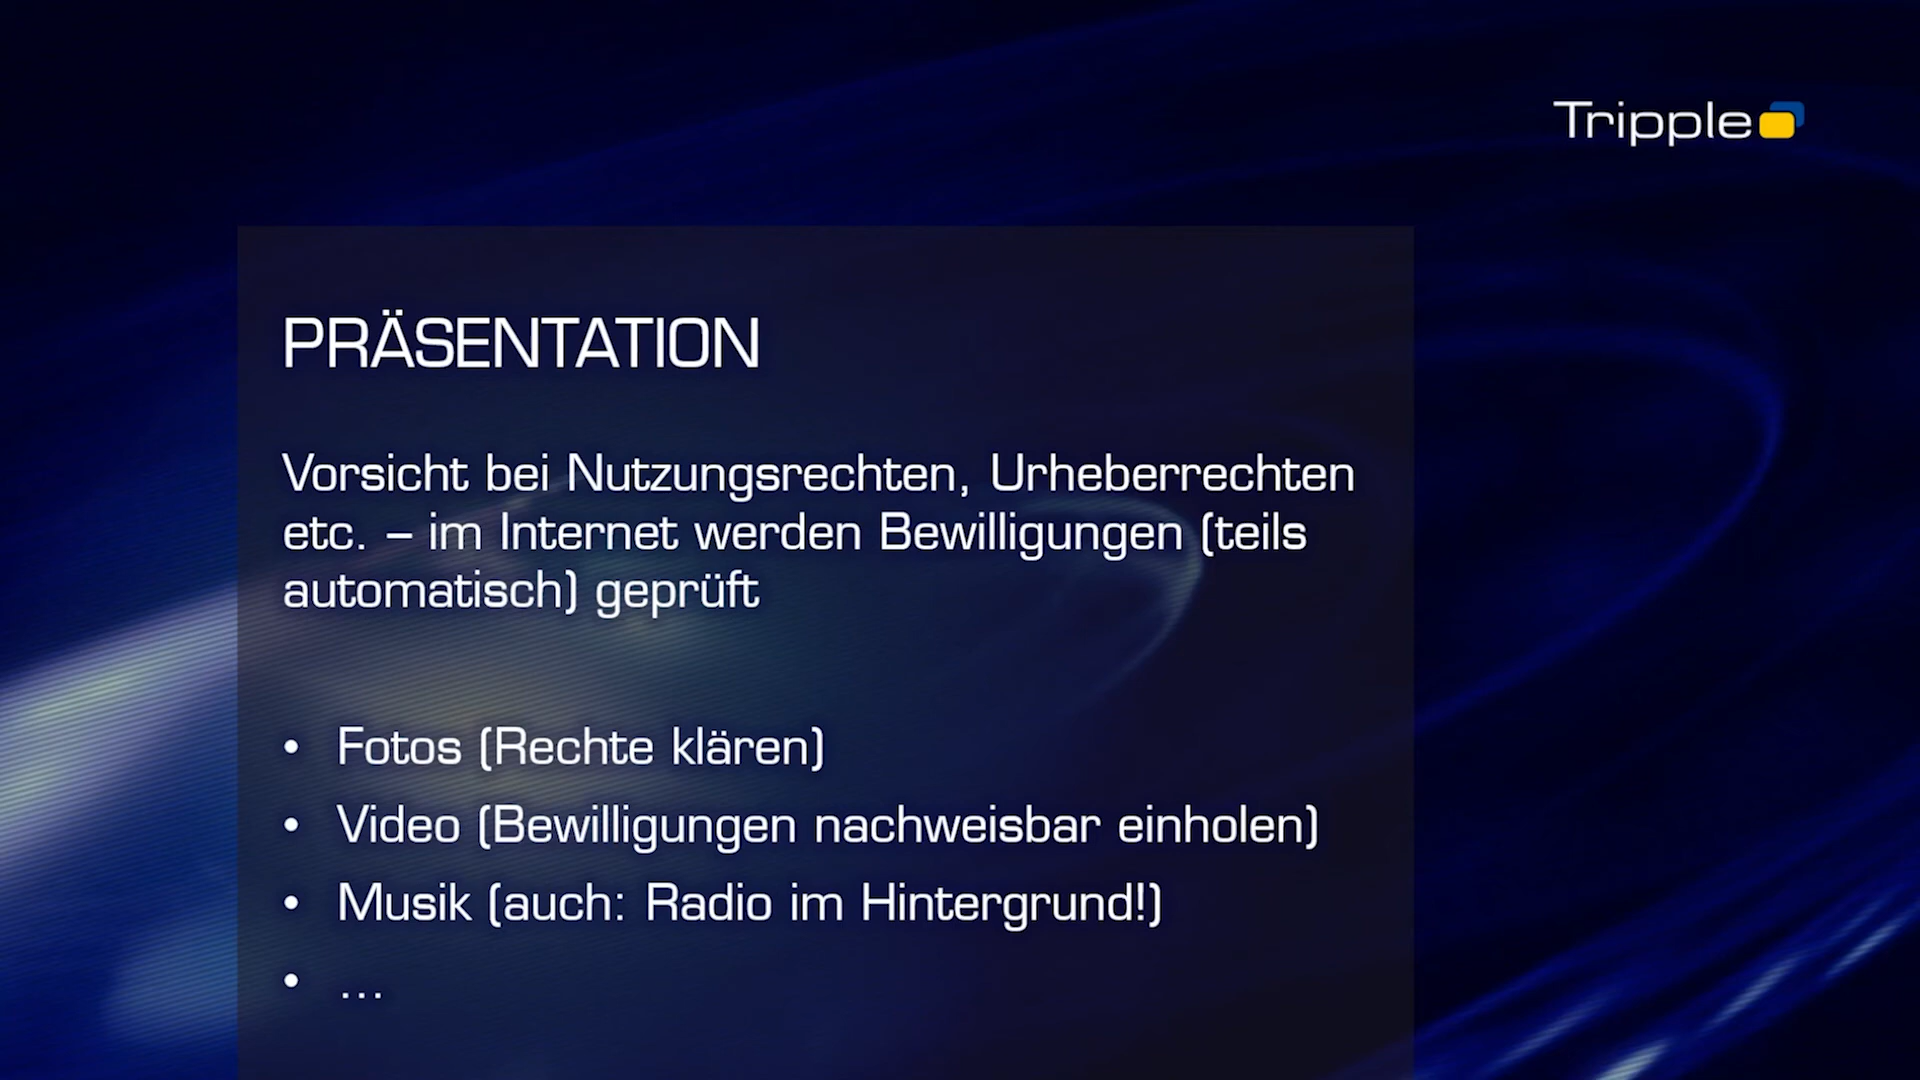 Tripple
PRÄSENTATION
Vorsicht bei Nutzungsrechten, Urheberrechten
etc. – im Internet werden Bewilligungen (teils
automatisch) geprüft
• Fotos (Rechte klären)
• Video (Bewilligungen nachweisbar einholen)
• Musik (auch: Radio im Hintergrund!)
• ...